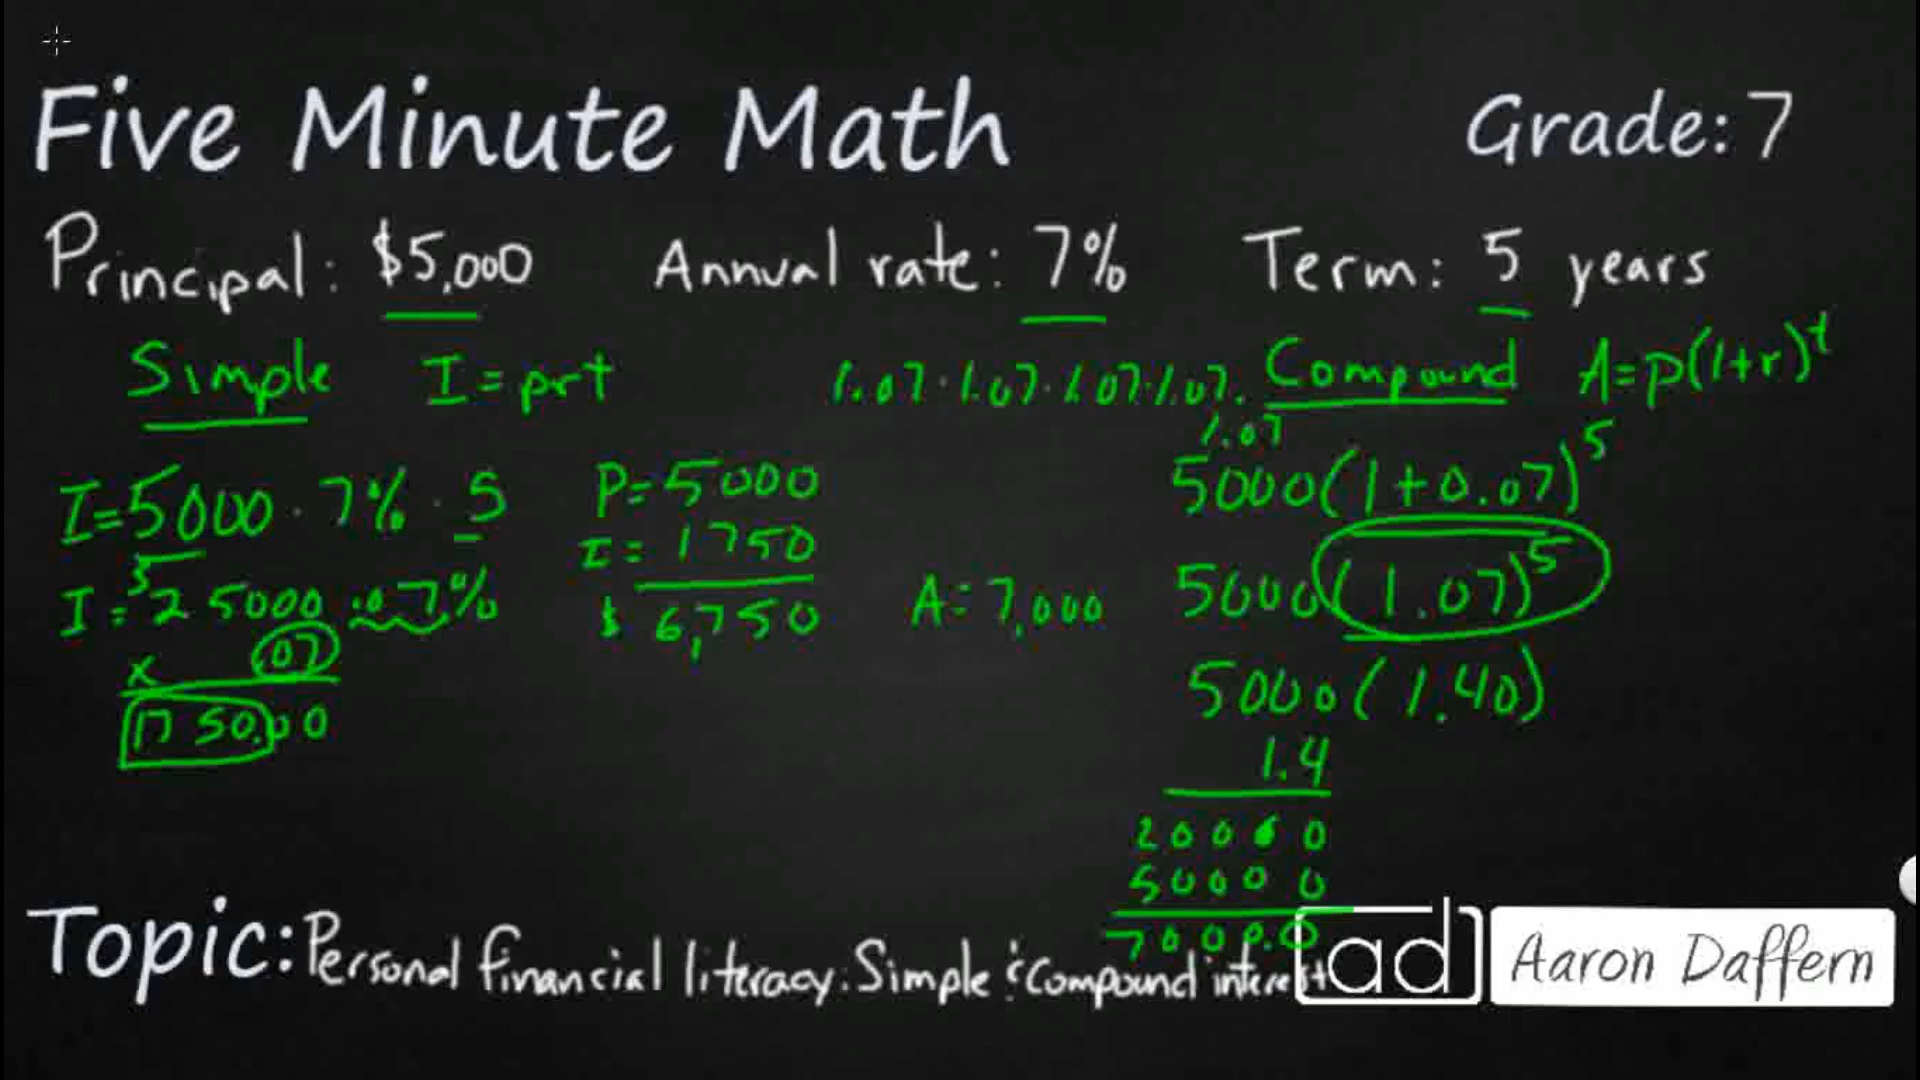 Five Minute Math Grade: 7
Principal: $5,000 Annual rate: 7% Term: 5 years
Simple I=prt 1.07·1.07·1.07·1.07· Compound A=p(1+r)^t
1.07
I=5000·7%·5 P=5000 5000(1+0.07)^5
I=1750
I=25000·.07% $6,750 A=7,000 5000(1.07)^5
3
x .07 5000(1.40)
1750.00 1.4
20000
50000
7000.0
Topic: Personal financial literacy: Simple & Compound interest ad Aaron Daffern